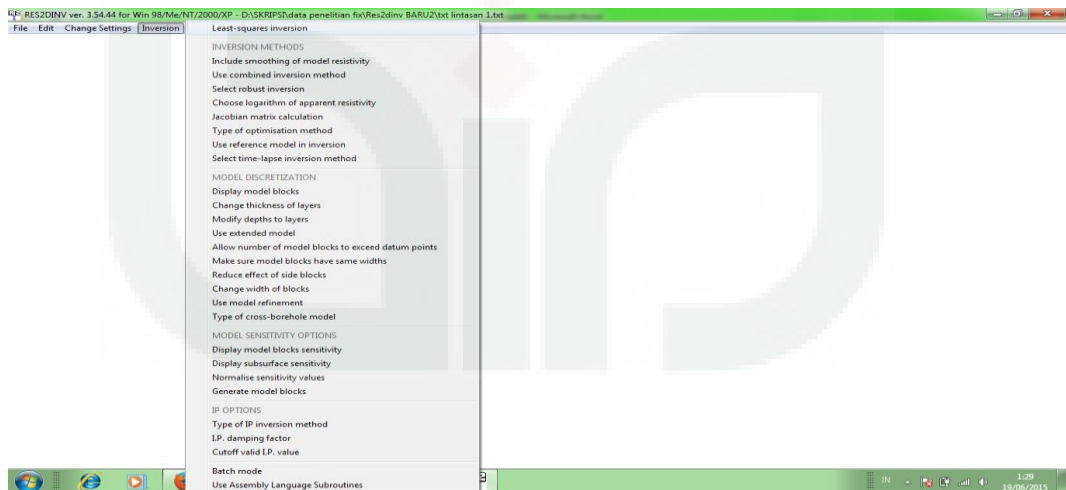 RES2DINV ver. 3.54.44 for Win 98/Me/NT/2000/XP - D:\SKRIPSI\data penelitian fix\Res2dinv BARU2\txt lintasan 1.txt
File Edit Change Settings Inversion
Least-squares inversion
INVERSION METHODS
Include smoothing of model resistivity
Use combined inversion method
Select robust inversion
Choose logarithm of apparent resistivity
Jacobian matrix calculation
Type of optimisation method
Use reference model in inversion
Select time-lapse inversion method
MODEL DISCRETIZATION
Display model blocks
Change thickness of layers
Modify depths to layers
Use extended model
Allow number of model blocks to exceed datum points
Make sure model blocks have same widths
Reduce effect of side blocks
Change width of blocks
Use model refinement
Type of cross-borehole model
MODEL SENSITIVITY OPTIONS
Display model blocks sensitivity
Display subsurface sensitivity
Normalise sensitivity values
Generate model blocks
IP OPTIONS
Type of IP inversion method
I.P. damping factor
Cutoff valid I.P. value
Batch mode
Use Assembly Language Subroutines
IN
1:29
19/06/2015